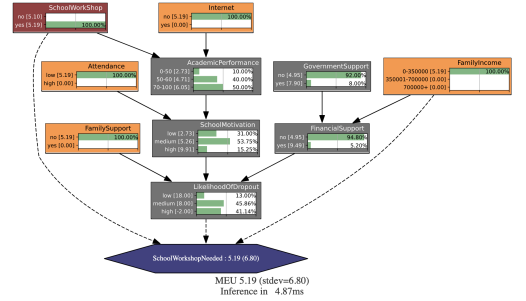 SchoolWorkShop
no [5.10]
yes [5.19] 100.00%
Internet
no [5.19] 100.00%
yes [0.00]
Attendance
low [5.19] 100.00%
high [0.00]
AcademicPerformance
0-50 [2.73] 10.00%
50-60 [4.71] 40.00%
70-100 [6.05] 50.00%
GovernmentSupport
no [4.95] 92.00%
yes [7.90] 8.00%
FamilyIncome
0-350000 [5.19] 100.00%
350001-700000 [0.00]
700000+ [0.00]
FamilySupport
no [5.19] 100.00%
yes [0.00]
SchoolMotivation
low [2.73] 31.00%
medium [5.26] 53.75%
high [9.91] 15.25%
FinancialSupport
no [4.95] 94.80%
yes [9.49] 5.20%
LikelihoodOfDropout
low [18.00] 13.00%
medium [8.00] 45.86%
high [-2.00] 41.14%
SchoolWorkshopNeeded : 5.19 (6.80)
MEU 5.19 (stdev=6.80)
Inference in 4.87ms